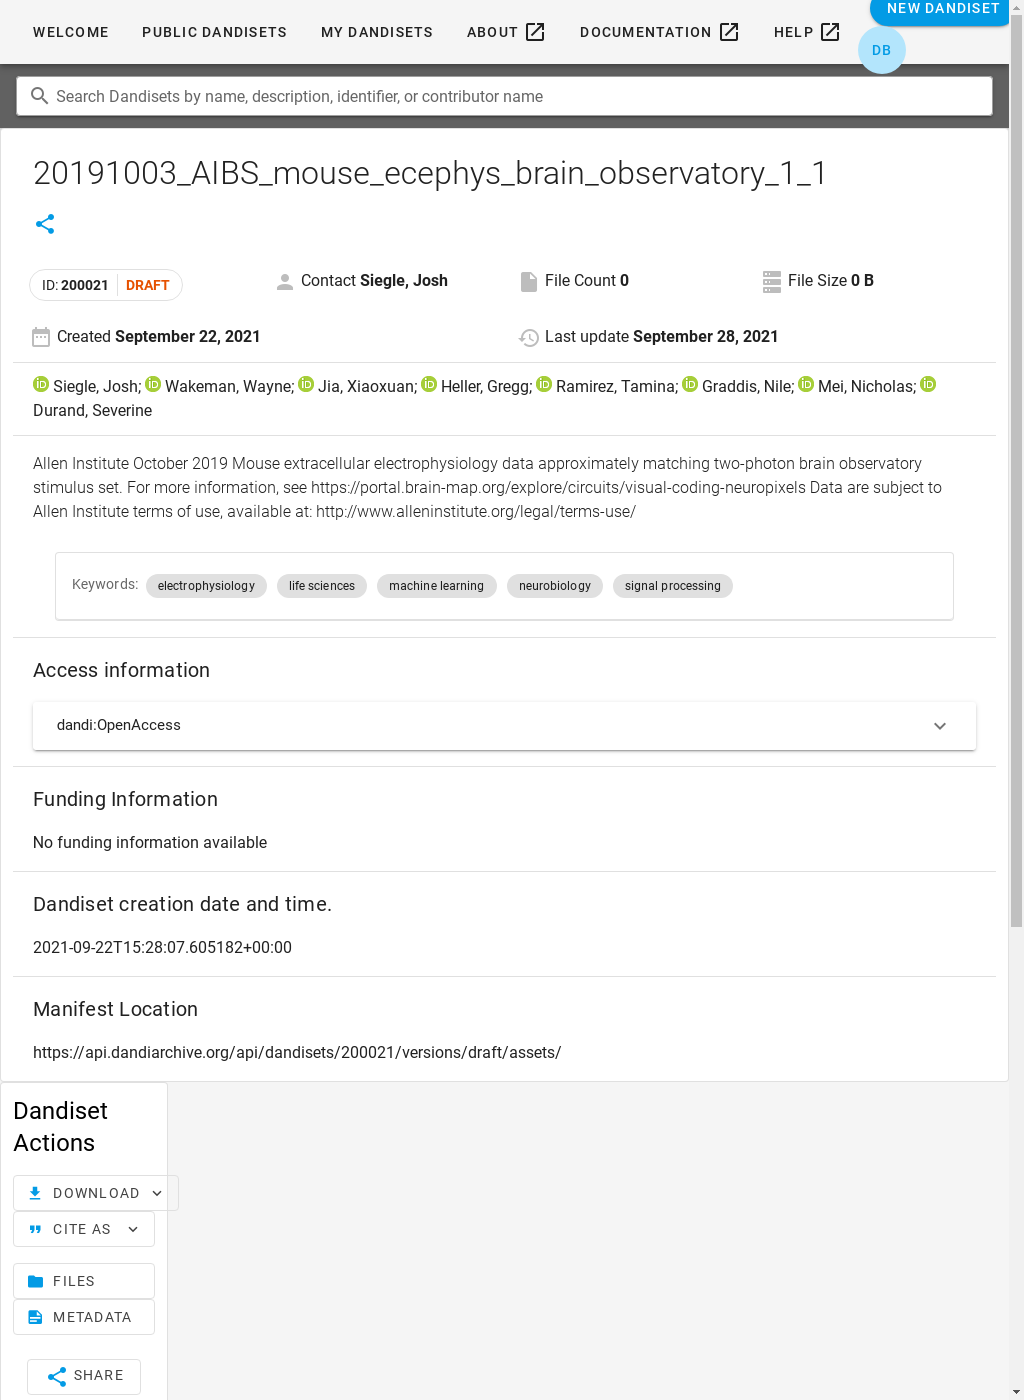 WELCOME PUBLIC DANDISETS MY DANDISETS ABOUT DOCUMENTATION HELP NEW DANDISET
DB
Search Dandisets by name, description, identifier, or contributor name
20191003_AIBS_mouse_ecephys_brain_observatory_1_1
ID: 200021 DRAFT Contact Siegle, Josh File Count 0 File Size 0 B
Created September 22, 2021 Last update September 28, 2021
iD Siegle, Josh; iD Wakeman, Wayne; iD Jia, Xiaoxuan; iD Heller, Gregg; iD Ramirez, Tamina; iD Graddis, Nile; iD Mei, Nicholas; iD
Durand, Severine
Allen Institute October 2019 Mouse extracellular electrophysiology data approximately matching two-photon brain observatory
stimulus set. For more information, see https://portal.brain-map.org/explore/circuits/visual-coding-neuropixels Data are subject to
Allen Institute terms of use, available at: http://www.alleninstitute.org/legal/terms-use/
Keywords: electrophysiology life sciences machine learning neurobiology signal processing
Access information
dandi:OpenAccess
Funding Information
No funding information available
Dandiset creation date and time.
2021-09-22T15:28:07.605182+00:00
Manifest Location
https://api.dandiarchive.org/api/dandisets/200021/versions/draft/assets/
Dandiset
Actions
DOWNLOAD
CITE AS
FILES
METADATA
SHARE